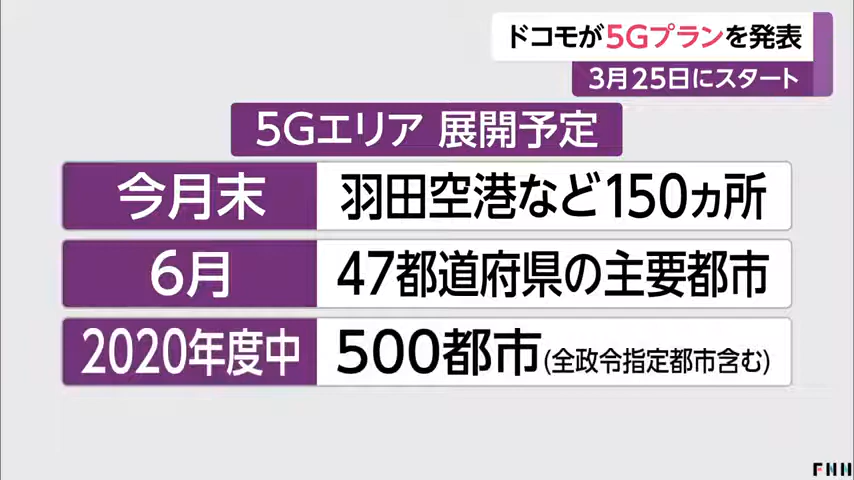 ドコモが5Gプランを発表
3月25日にスタート
5Gエリア 展開予定
今月末 羽田空港など150ヵ所
6月 47都道府県の主要都市
2020年度中 500都市(全政令指定都市含む)
FNN